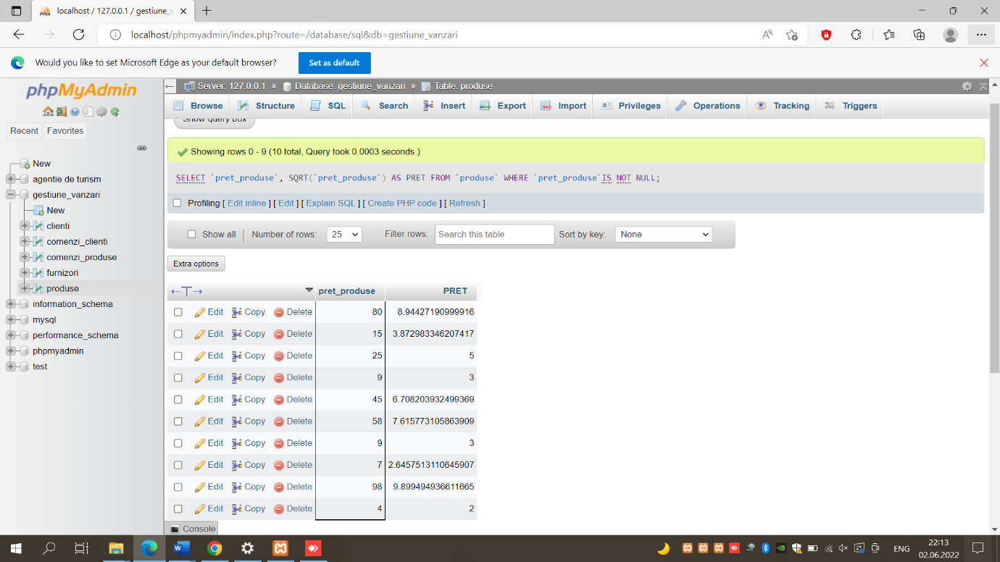 localhost / 127.0.0.1 / gestiune_v
localhost/phpmyadmin/index.php?route=/database/sql&db=gestiune_vanzari
Would you like to set Microsoft Edge as your default browser? Set as default
phpMyAdmin
Recent Favorites
New
agentie de turism
gestiune_vanzari
New
clienti
comenzi_clienti
comenzi_produse
furnizori
produse
information_schema
mysql
performance_schema
phpmyadmin
test
Server: 127.0.0.1 » Database: gestiune_vanzari » Table: produse
Browse Structure SQL Search Insert Export Import Privileges Operations Tracking Triggers
Show query box
Showing rows 0 - 9 (10 total, Query took 0.0003 seconds.)
SELECT `pret_produse`, SQRT(`pret_produse`) AS PRET FROM `produse` WHERE `pret_produse`IS NOT NULL;
Profiling [ Edit inline ] [ Edit ] [ Explain SQL ] [ Create PHP code ] [ Refresh ]
Show all Number of rows: 25 Filter rows: Search this table Sort by key: None
Extra options
←T→ pret_produse PRET
Edit Copy Delete 80 8.94427190999916
Edit Copy Delete 15 3.872983346207417
Edit Copy Delete 25 5
Edit Copy Delete 9 3
Edit Copy Delete 45 6.708203932499369
Edit Copy Delete 58 7.615773105863909
Edit Copy Delete 9 3
Edit Copy Delete 7 2.6457513110645907
Edit Copy Delete 98 9.899494936611665
Edit Copy Delete 4 2
Console
ENG 22:13
02.06.2022